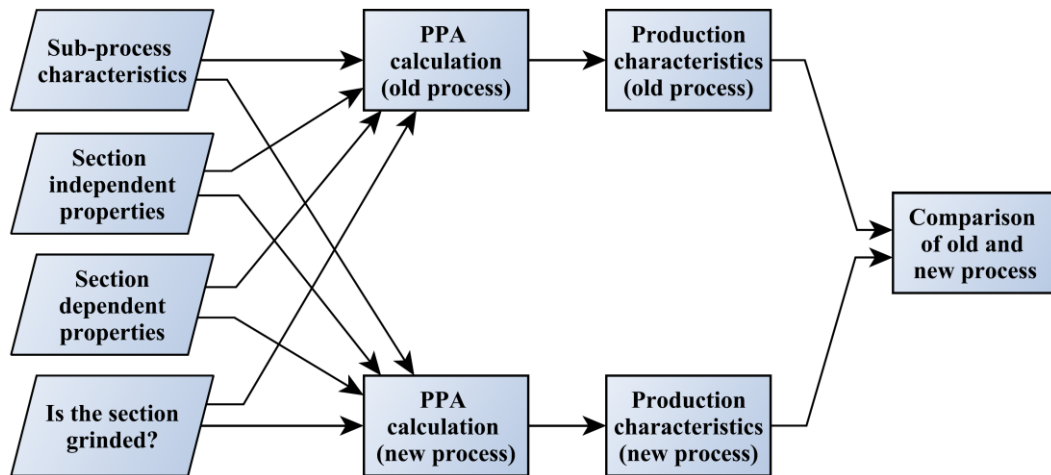 Sub-process
characteristics
Section
independent
properties
Section
dependent
properties
Is the section
grinded?
PPA
calculation
(old process)
PPA
calculation
(new process)
Production
characteristics
(old process)
Production
characteristics
(new process)
Comparison
of old and
new process